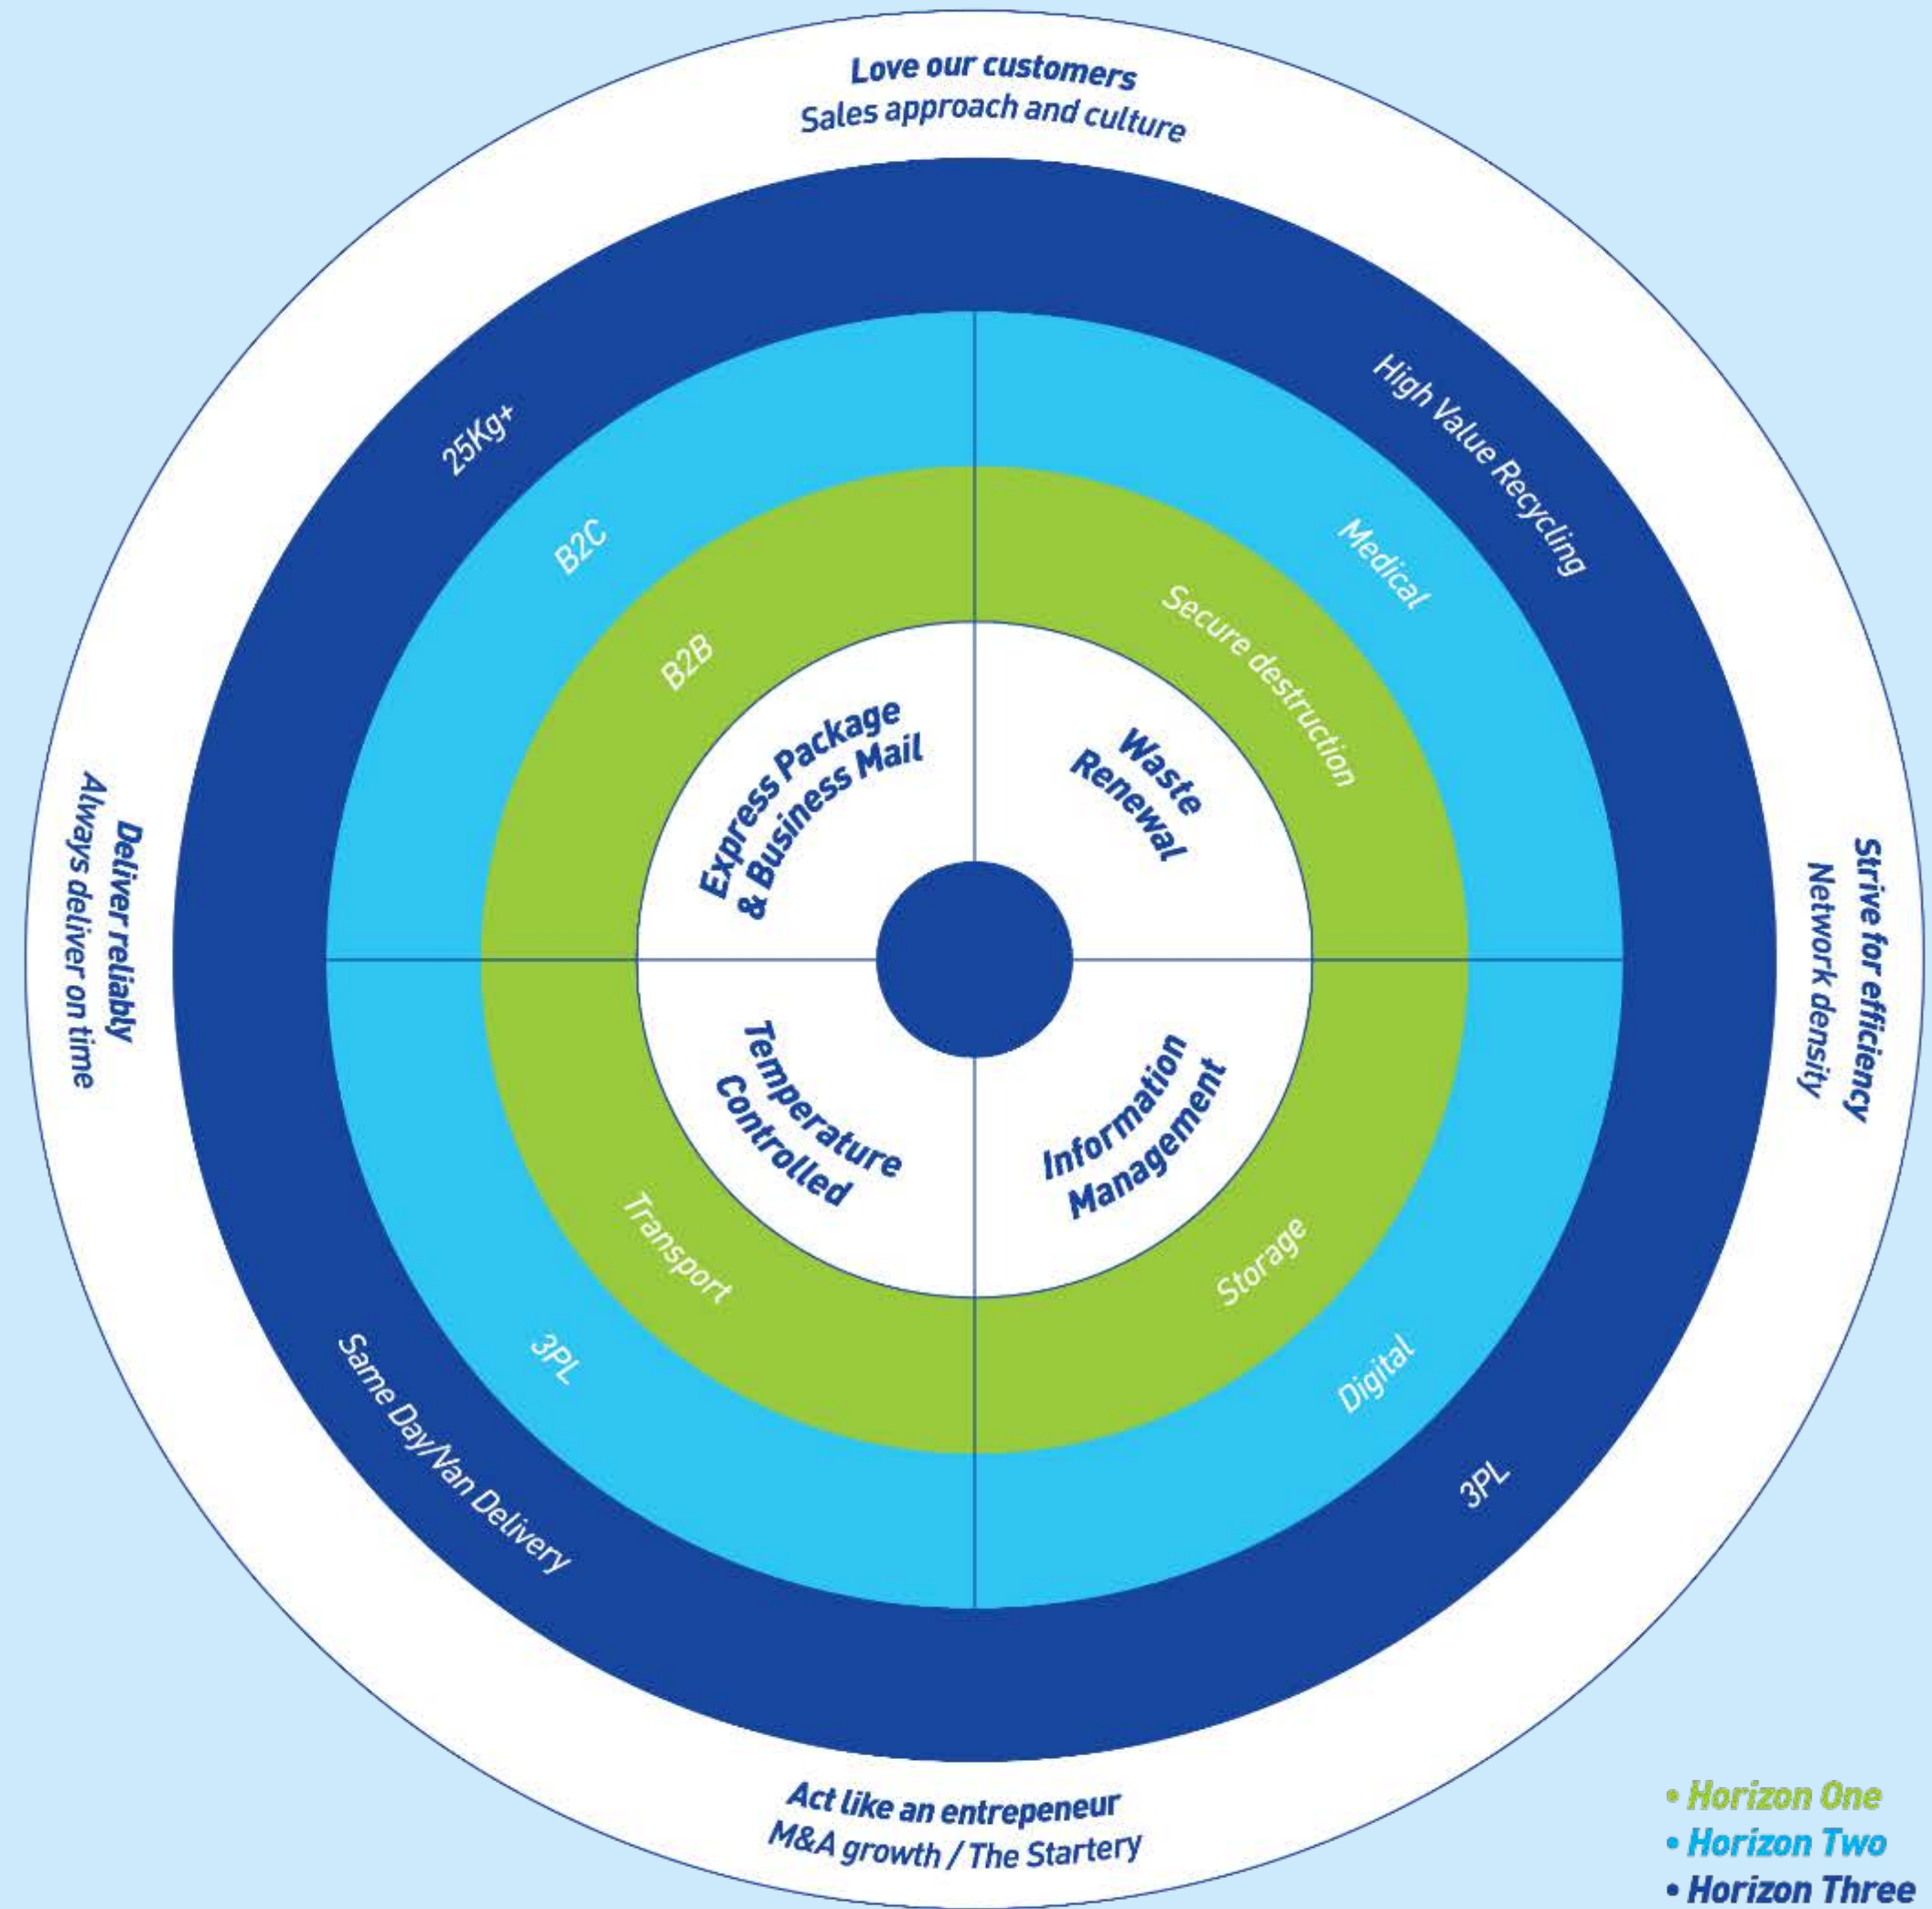 Love our customers
Sales approach and culture
25Kg+
High Value Recycling
B2C
Medical
B2B
Secure destruction
Express Package
& Business Mail
Waste
Renewal
Deliver reliably
Always deliver on time
Strive for efficiency
Network density
Temperature
Controlled
Information
Management
Transport
Storage
3PL
Digital
Same Day/Van Delivery
3PL
Act like an entrepeneur
M&A growth / The Startery
• Horizon One
• Horizon Two
• Horizon Three